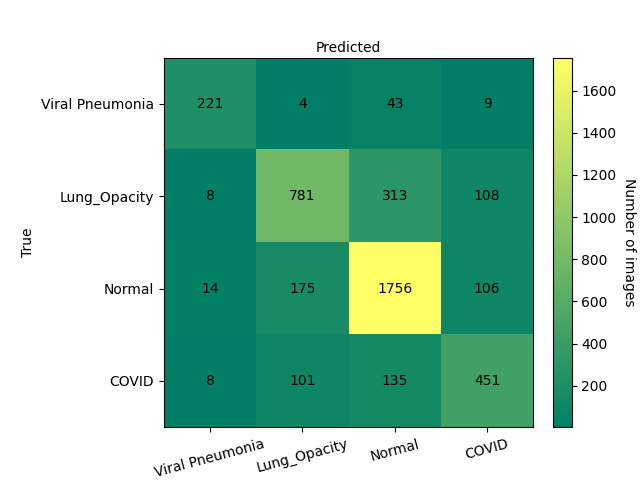 Predicted
Viral Pneumonia 221 4 43 9
Lung_Opacity 8 781 313 108
Normal 14 175 1756 106
COVID 8 101 135 451
True
Viral Pneumonia Lung_Opacity Normal COVID
1600
1400
1200
1000
800
600
400
200
Number of images